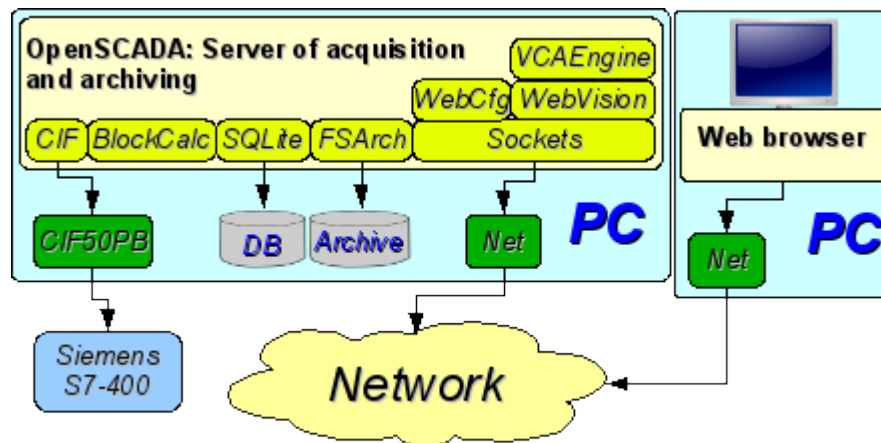 OpenSCADA: Server of acquisition
and archiving
VCAEngine
WebCfg
WebVision
CIF
BlockCalc
SQLite
FSArch
Sockets
CIF50PB
DB
Archive
Net
PC
Web browser
Net
PC
Siemens
S7-400
Network